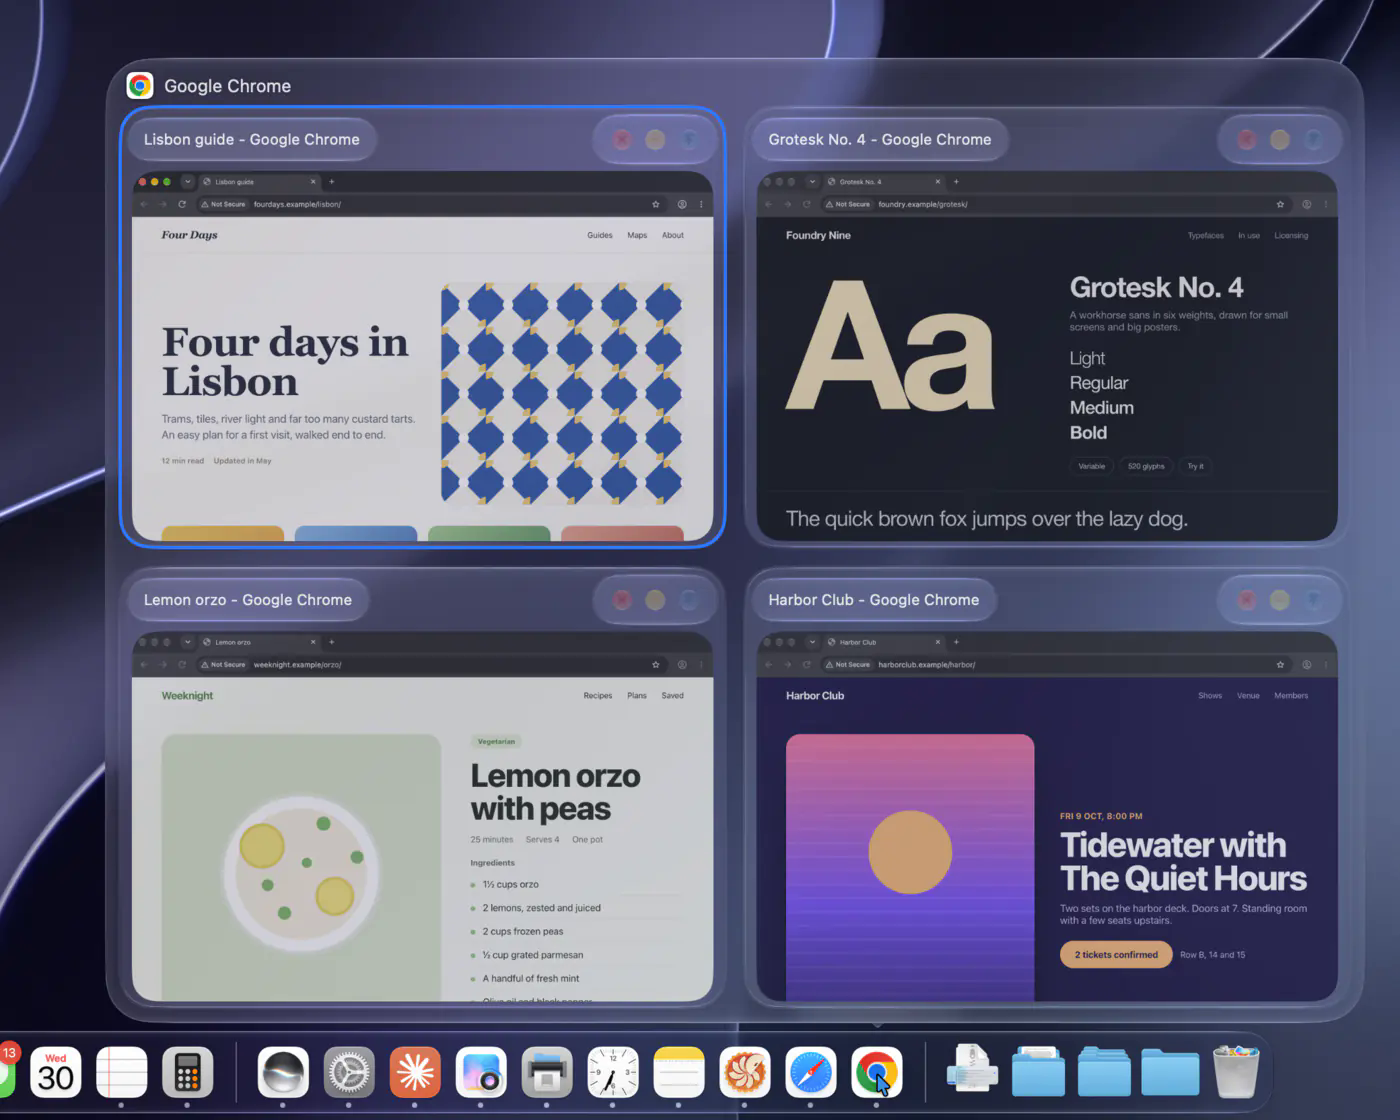 Google Chrome
Lisbon guide - Google Chrome
Lisbon guide
Not Secure fourdays.example/lisbon/
Four Days
Guides Maps About
Four days in
Lisbon
Trams, tiles, river light and far too many custard tarts.
An easy plan for a first visit, walked end to end.
12 min read Updated in May
Grotesk No. 4 - Google Chrome
Grotesk No. 4
Not Secure foundry.example/grotesk/
Foundry Nine
Typefaces In use Licensing
Aa
Grotesk No. 4
A workhorse sans in six weights, drawn for small
screens and big posters.
Light
Regular
Medium
Bold
Variable 520 glyphs Try it
The quick brown fox jumps over the lazy dog.
Lemon orzo - Google Chrome
Lemon orzo
Not Secure weeknight.example/orzo/
Weeknight
Recipes Plans Saved
Vegetarian
Lemon orzo
with peas
25 minutes Serves 4 One pot
Ingredients
1½ cups orzo
2 lemons, zested and juiced
2 cups frozen peas
½ cup grated parmesan
A handful of fresh mint
Olive oil and black pepper
Harbor Club - Google Chrome
Harbor Club
Not Secure harborclub.example/harbor/
Harbor Club
Shows Venue Members
FRI 9 OCT, 8:00 PM
Tidewater with
The Quiet Hours
Two sets on the harbor deck. Doors at 7. Standing room
with a few seats upstairs.
2 tickets confirmed Row B, 14 and 15
13
Wed
30
12
9 3
6